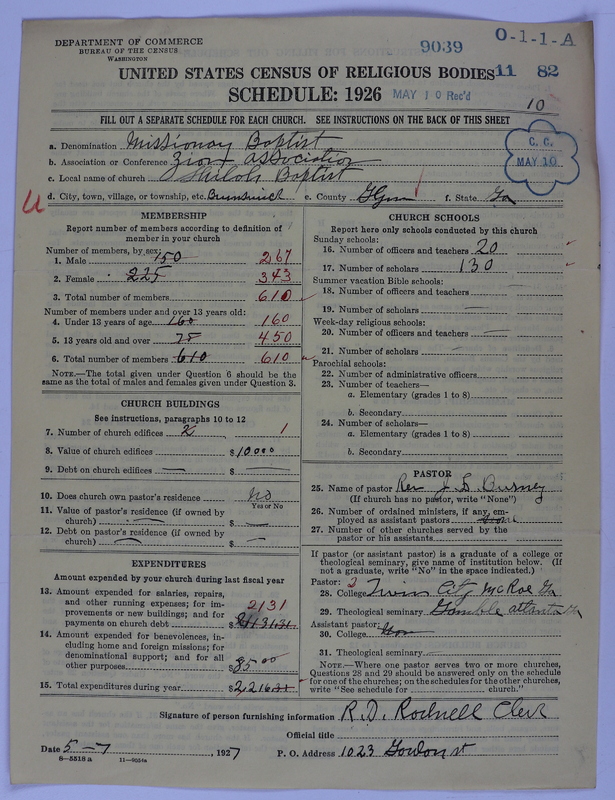 DEPARTMENT OF COMMERCE
BUREAU OF THE CENSUS
WASHINGTON
9039
O-1-1-A
UNITED STATES CENSUS OF RELIGIOUS BODIES
11 82
SCHEDULE: 1926
MAY 10 Rec'd
10
FILL OUT A SEPARATE SCHEDULE FOR EACH CHURCH. SEE INSTRUCTIONS ON THE BACK OF THIS SHEET
C. C.
MAY 10
a. Denomination Missionay Baptist
b. Association or Conference Zion association
c. Local name of church Shiloh Baptist
U
d. City, town, village, or township, etc. Brunswick e. County Glynn f. State Ga
MEMBERSHIP
Report number of members according to definition of member in your church
Number of members, by sex:
1. Male 150 267
2. Female 225 343
3. Total number of members 610
Number of members under and over 13 years old:
4. Under 13 years of age 160 160
5. 13 years old and over 450
6. Total number of members 610 610
NOTE.—The total given under Question 6 should be
same as the total of males and females given under Question 3.
CHURCH BUILDINGS
See instructions, paragraphs 10 to 12
7. Number of church edifices 1
8. Value of church edifices $10000
9. Debt on church edifices — $ —
10. Does church own pastor's residence No
Yes or No
11. Value of pastor's residence (if owned by
church) — $ —
12. Debt on pastor's residence (if owned by
church) — $ —
EXPENDITURES
Amount expended by your church during last fiscal year
13. Amount expended for salaries, repairs,
and other running expenses; for im-
provements or new buildings; and for
payments on church debt $ 2131
14. Amount expended for benevolences, in-
cluding home and foreign missions; for
denominational support; and for all
other purposes $85.00
15. Total expenditures during year $2,216
CHURCH SCHOOLS
Report here only schools conducted by this church
Sunday schools:
16. Number of officers and teachers 20
17. Number of scholars 130
Summer vacation Bible schools:
18. Number of officers and teachers
19. Number of scholars —
Week-day religious schools:
20. Number of officers and teachers —
21. Number of scholars —
Parochial schools:
22. Number of administrative officers
23. Number of teachers—
a. Elementary (grades 1 to 8)
b. Secondary
24. Number of scholars—
a. Elementary (grades 1 to 8)
b. Secondary
PASTOR
25. Name of pastor Rev J. S.
(If church has no pastor, write "None")
26. Number of ordained ministers, if any, em-
ployed as assistant pastors
27. Number of other churches served by the
pastor or his assistants
If pastor (or assistant pastor) is a graduate of a college or
theological seminary, give name of institution below. (If
not a graduate, write "No" in the space indicated.)
Pastor: 2
28. College Twin City McRoe Ga
29. Theological seminary Gamble atlanta Ga
Assistant pastor:
30. College
31. Theological seminary —
NOTE.—Where one pastor serves two or more churches,
Questions 28 and 29 should be answered only on the schedule
for one of the churches; on the schedules for the other churches,
write "See schedule for church."
Signature of person furnishing information R. D. Rodnell Clerk
Official title
Date 5-7, 1927 P. O. Address 1023 Gordon st
8-5518 a 11-9054a